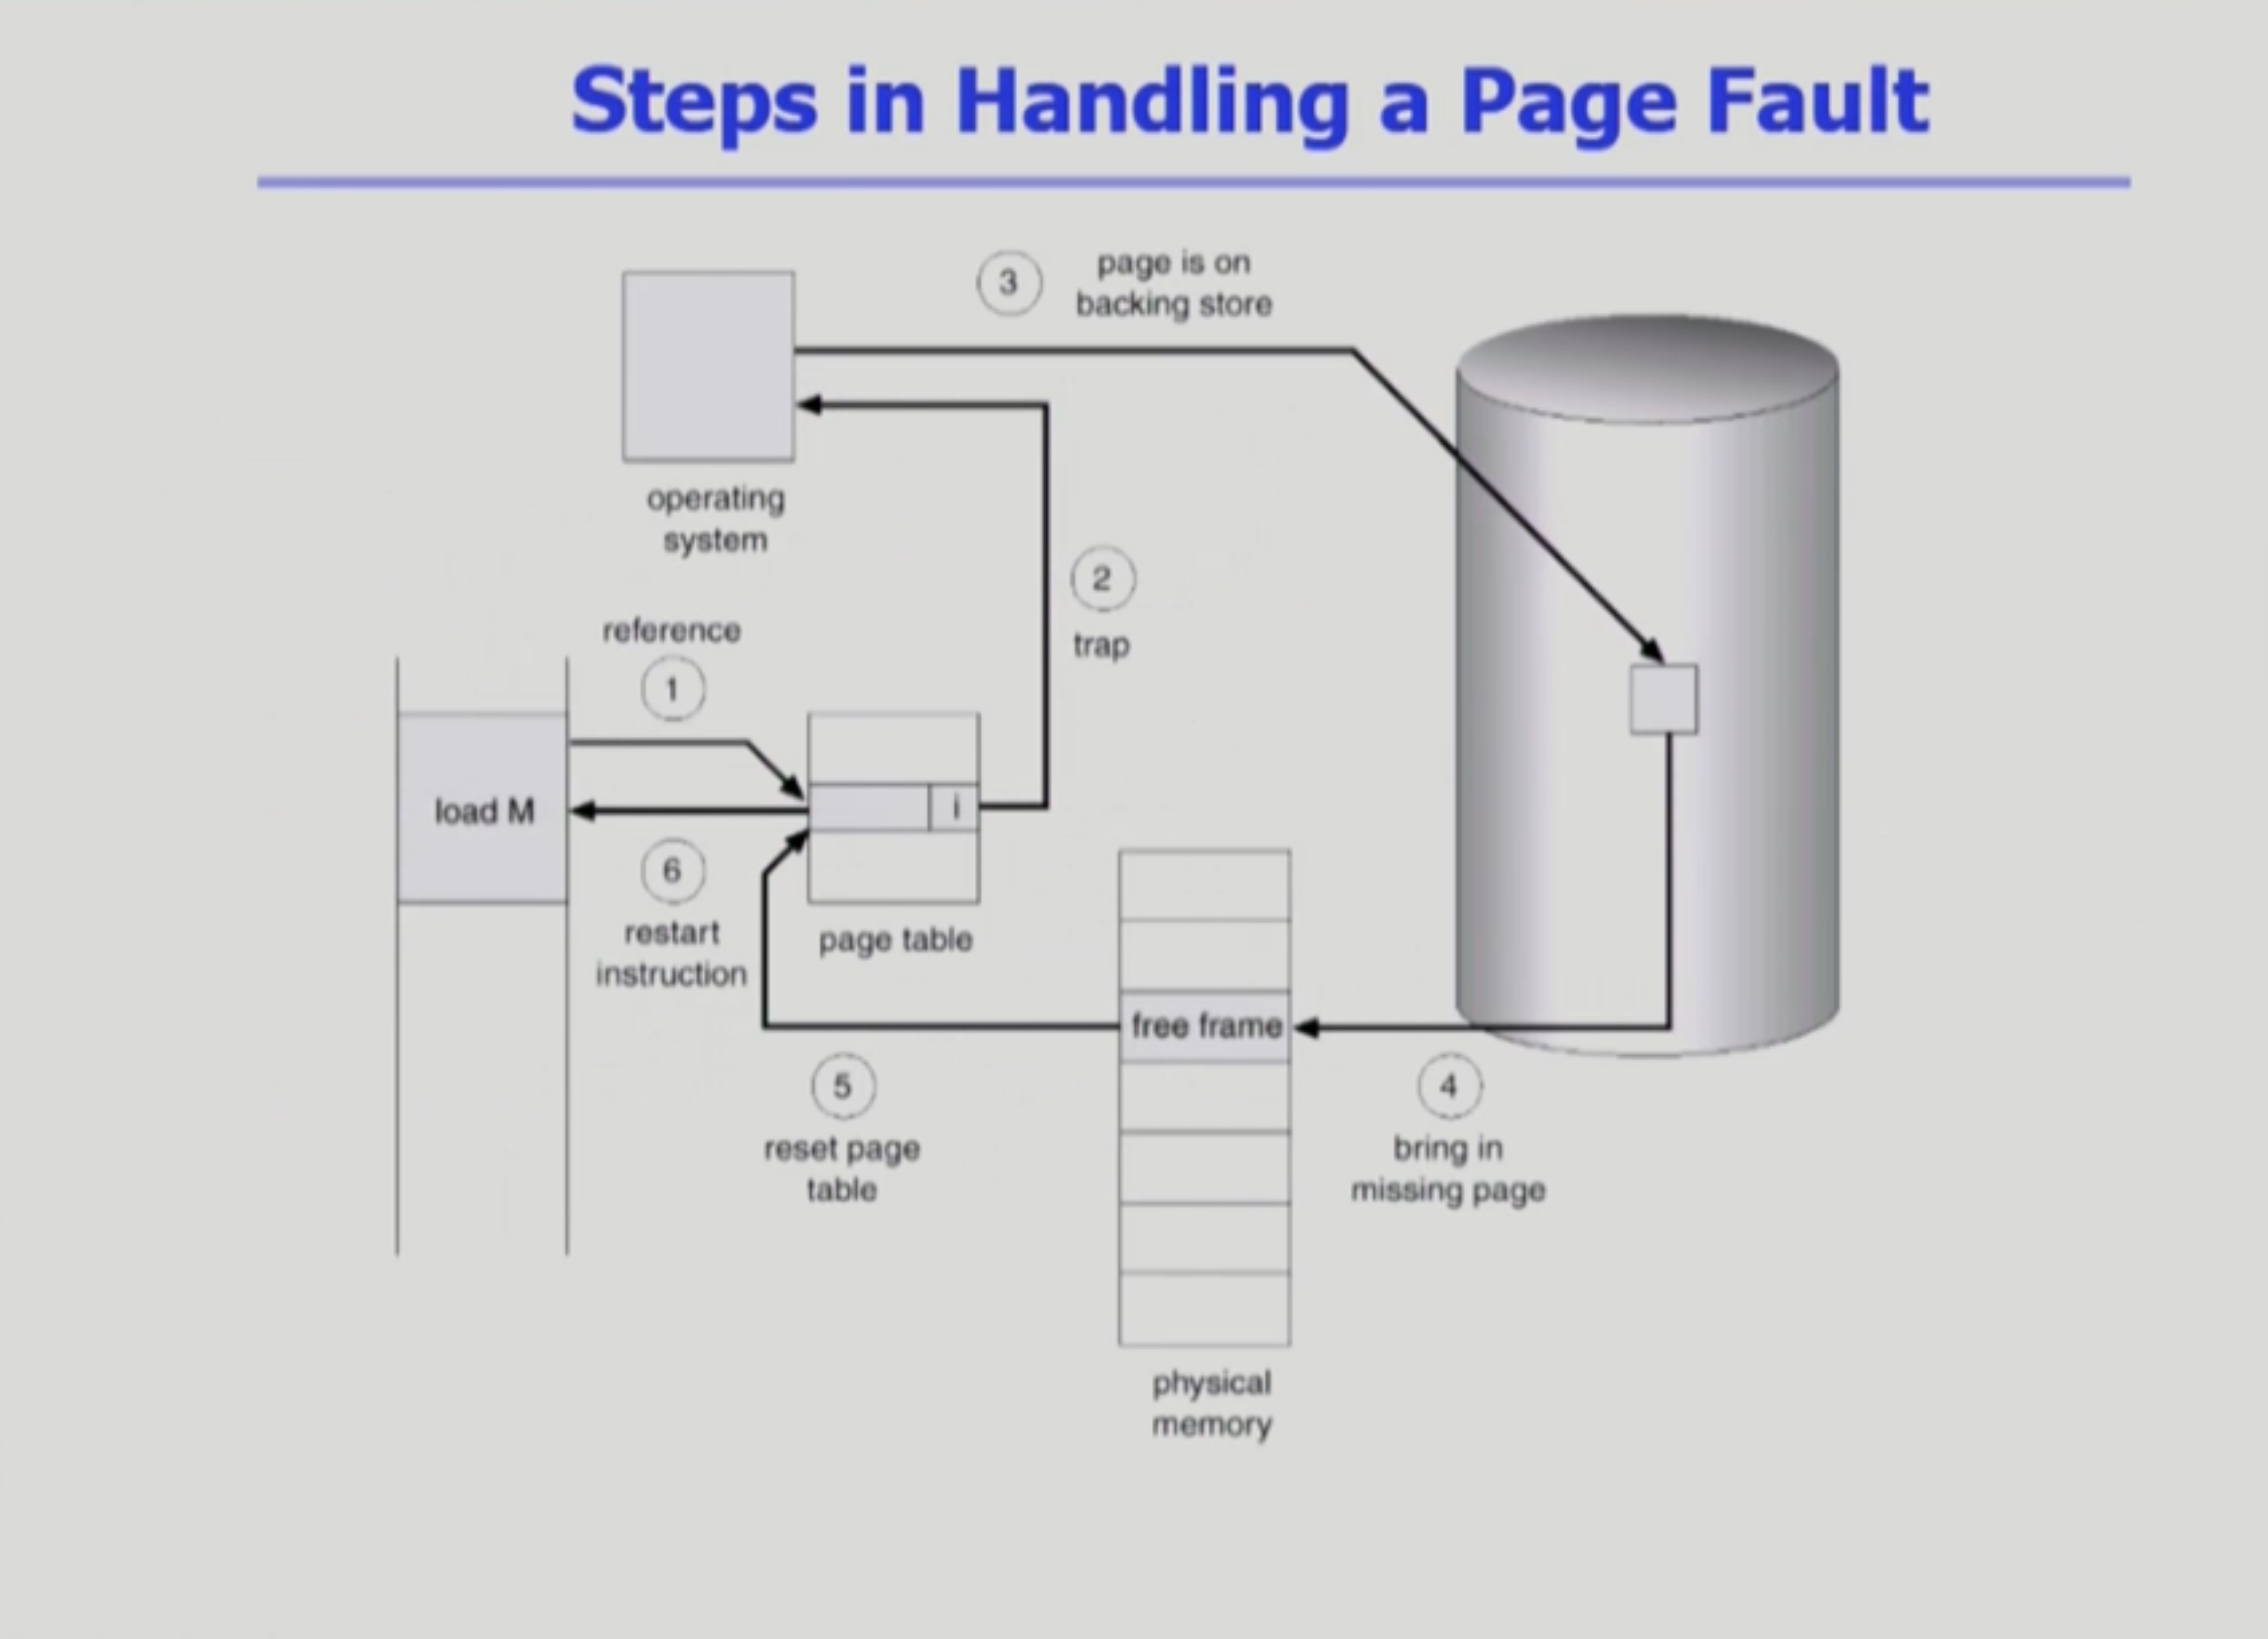 Steps in Handling a Page Fault
3
page is on
backing store
operating
system
2
trap
reference
1
load M
i
6
restart
instruction
page table
free frame
5
reset page
table
4
bring in
missing page
physical
memory